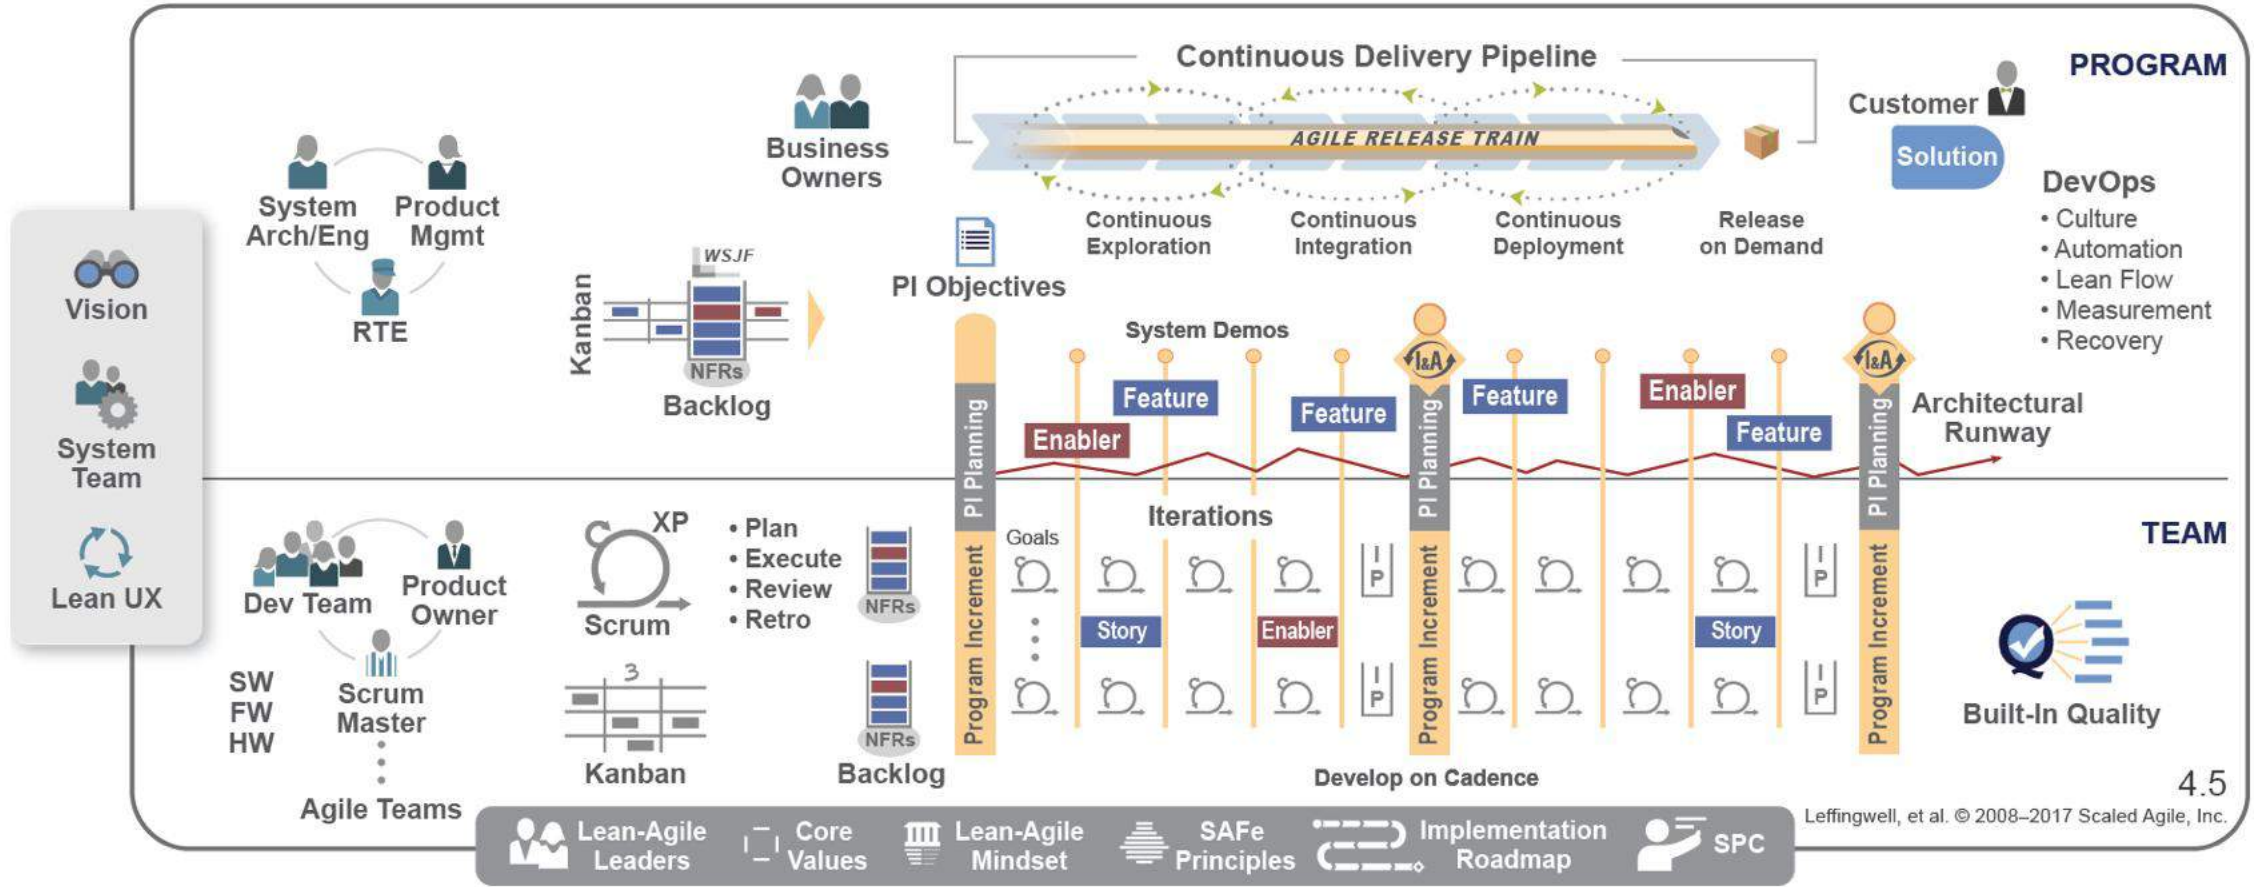 Continuous Delivery Pipeline
PROGRAM
Customer
AGILE RELEASE TRAIN
Solution
Business
Owners
DevOps
• Culture
• Automation
• Lean Flow
• Measurement
• Recovery
System
Arch/Eng
Product
Mgmt
RTE
Continuous
Exploration
Continuous
Integration
Continuous
Deployment
Release
on Demand
Vision
System
Team
Lean UX
Kanban
WSJF
NFRs
Backlog
PI Objectives
System Demos
I&A
I&A
Feature
Enabler
Feature
Feature
Enabler
Feature
Architectural
Runway
PI Planning
PI Planning
PI Planning
TEAM
Dev Team
Product
Owner
Scrum
Master
SW
FW
HW
Agile Teams
XP
Scrum
• Plan
• Execute
• Review
• Retro
3
Kanban
NFRs
NFRs
Backlog
Program Increment
Iterations
Goals
I
P
I
P
Story
Enabler
Program Increment
I
P
I
P
Story
Program Increment
Develop on Cadence
Built-In Quality
4.5
Leffingwell, et al. © 2008–2017 Scaled Agile, Inc.
Lean-Agile
Leaders
Core
Values
Lean-Agile
Mindset
SAFe
Principles
Implementation
Roadmap
SPC